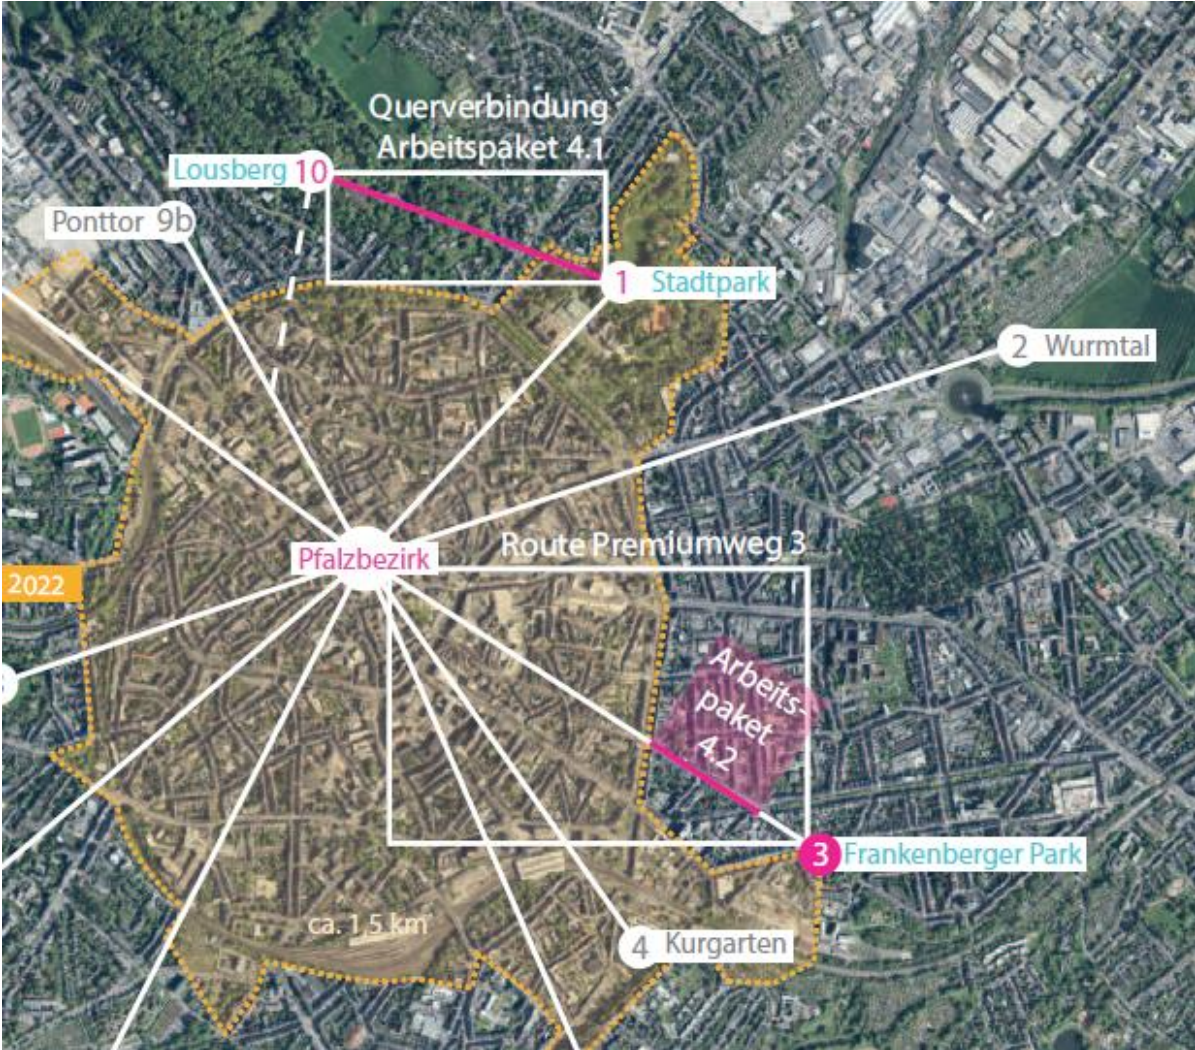 Querverbindung
Arbeitspaket 4.1
Lousberg 10
Ponttor 9b
1 Stadtpark
2 Wurmtal
Route Premiumweg 3
Pfalzbezirk
2022
Arbeits-
paket
4.2
3 Frankenberger Park
ca. 1,5 km
4 Kurgarten